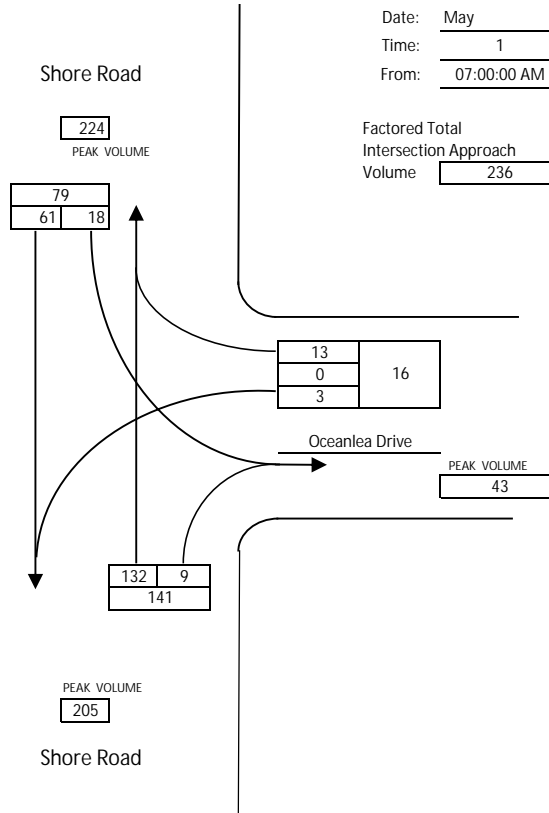 Date: May
Time: 1
From: 07:00:00 AM
Shore Road
224
PEAK VOLUME
Factored Total
Intersection Approach
Volume 236
79
61 18
13
0
3
16
Oceanlea Drive
PEAK VOLUME
43
132 9
141
PEAK VOLUME
205
Shore Road